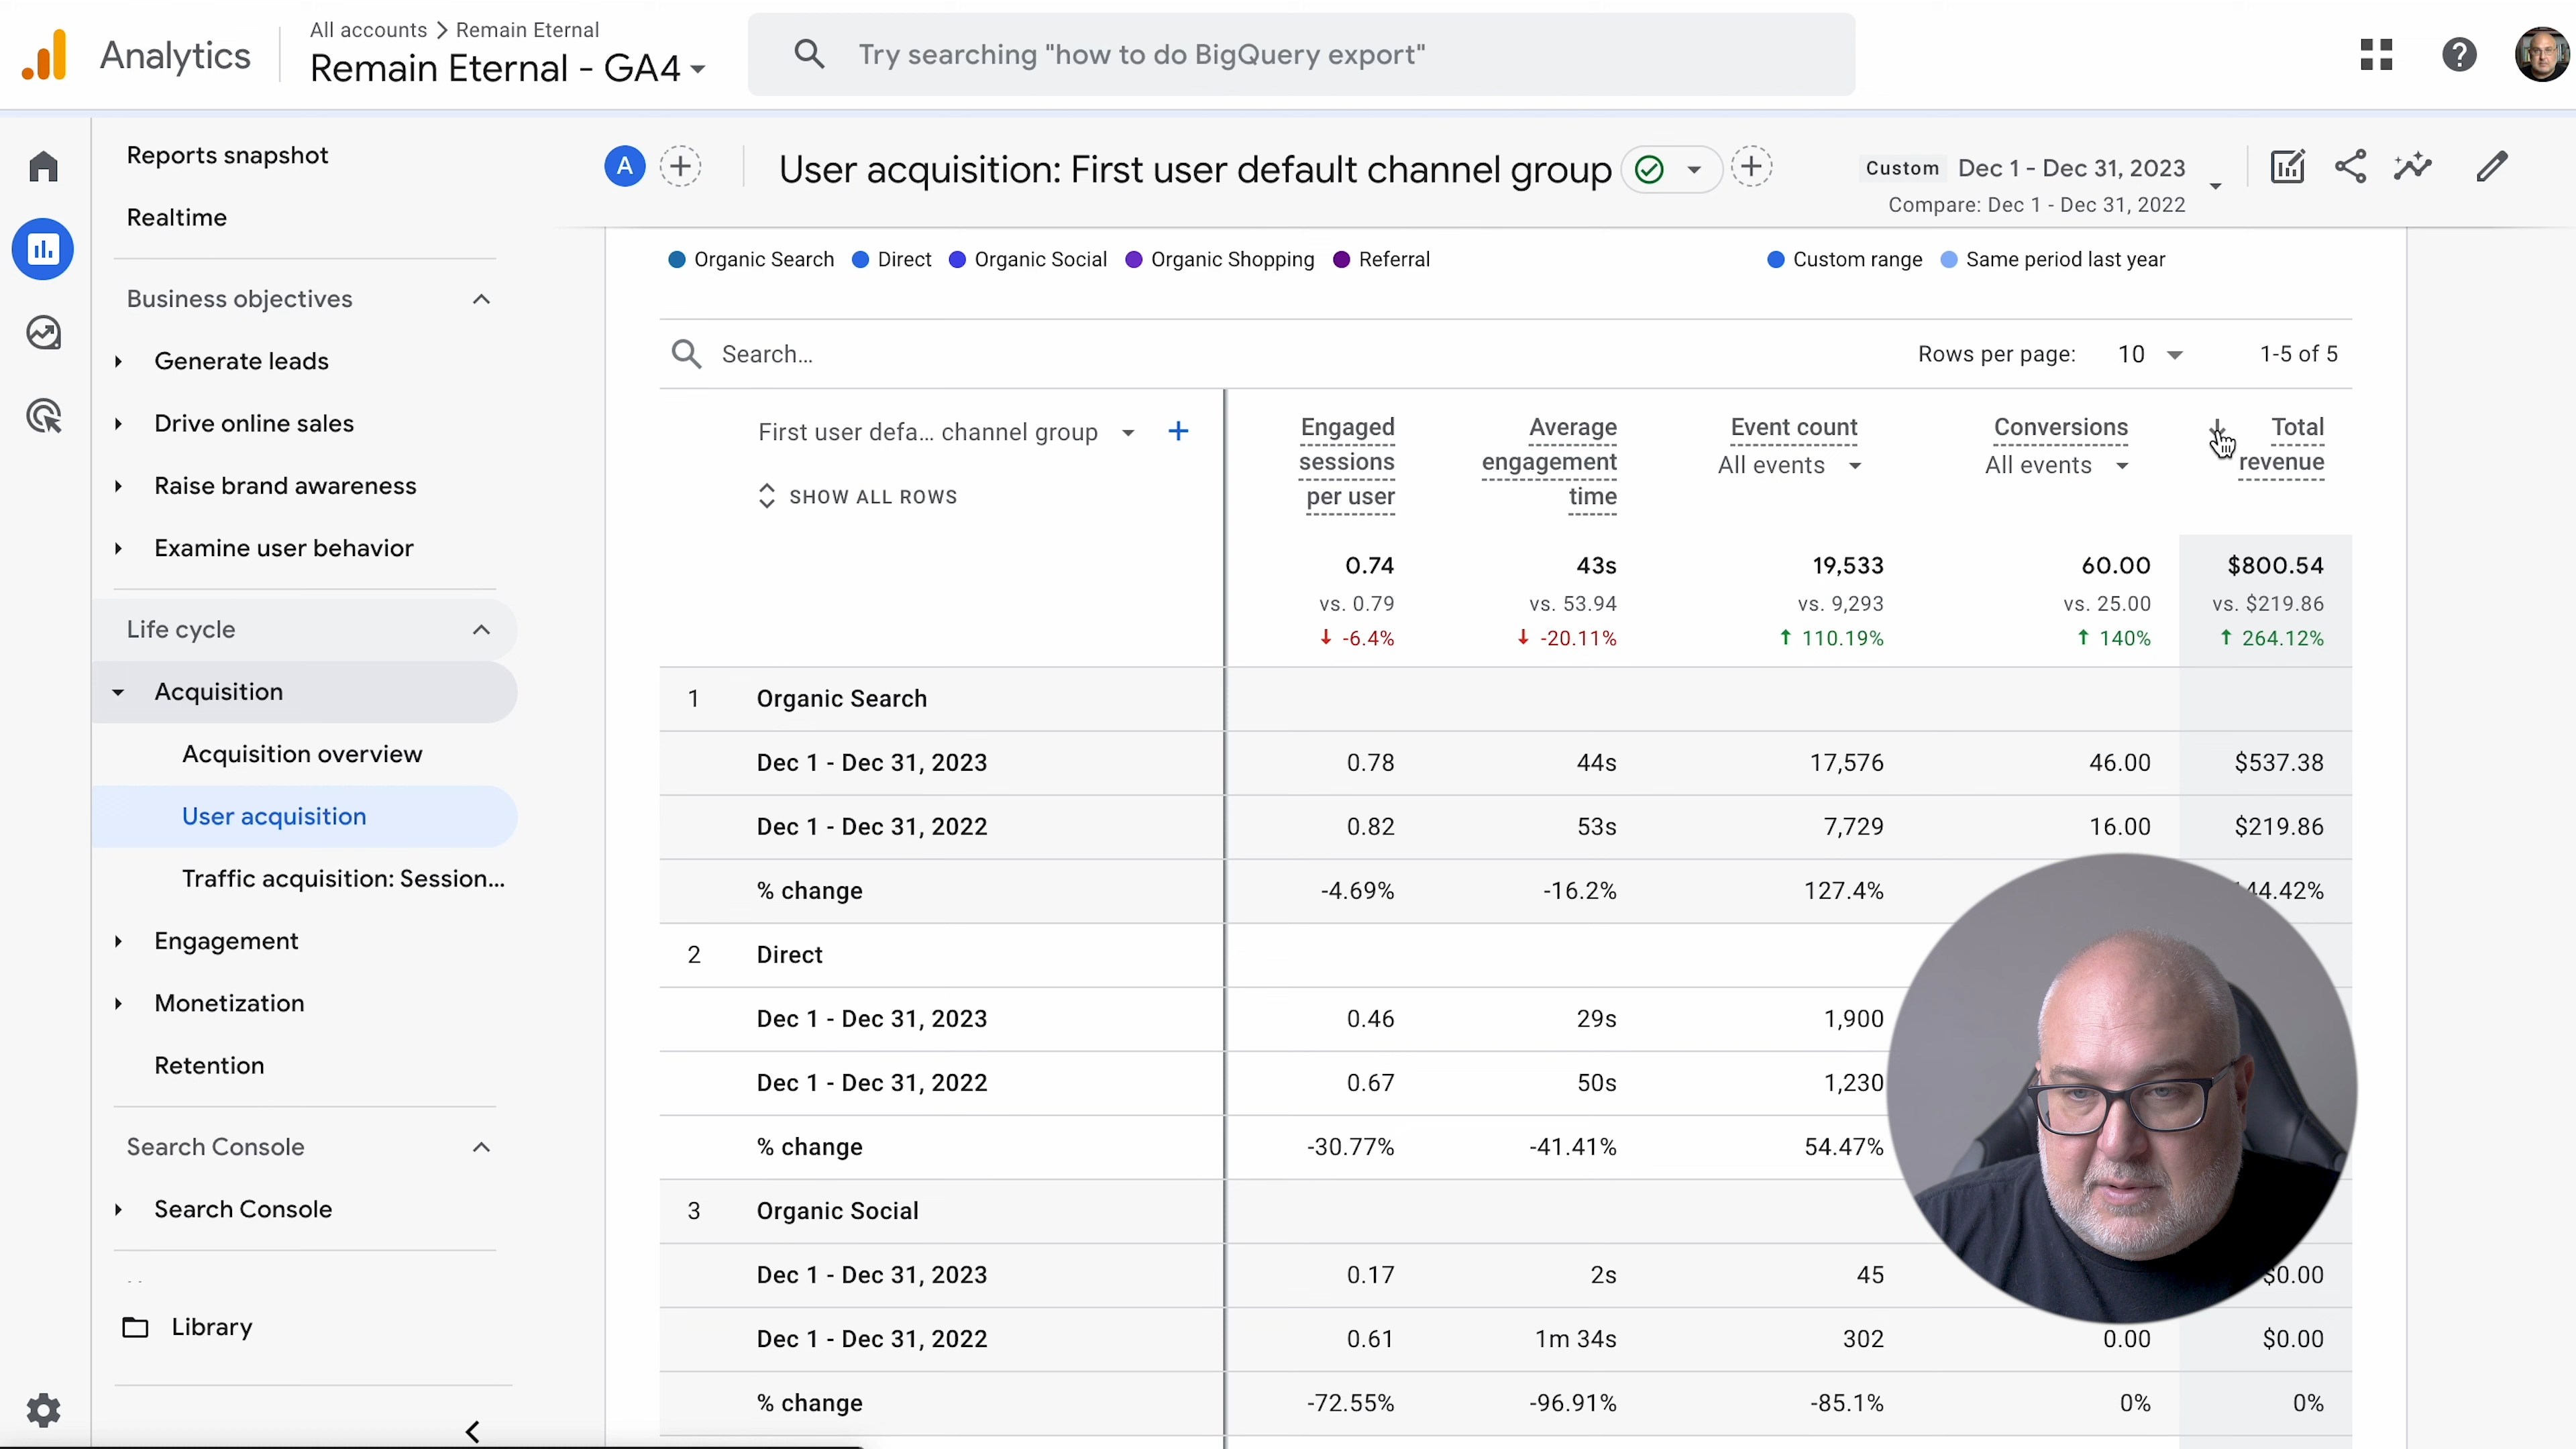 Analytics
All accounts > Remain Eternal
Remain Eternal - GA4
Try searching "how to do BigQuery export"
Reports snapshot
Realtime
Business objectives
Generate leads
Drive online sales
Raise brand awareness
Examine user behavior
Life cycle
Acquisition
Acquisition overview
User acquisition
Traffic acquisition: Session...
Engagement
Monetization
Retention
Search Console
Search Console
Library
A
User acquisition: First user default channel group
Custom Dec 1 - Dec 31, 2023
Compare: Dec 1 - Dec 31, 2022
Organic Search Direct Organic Social Organic Shopping Referral
Custom range Same period last year
Search...
Rows per page: 10 1-5 of 5
First user defa... channel group
SHOW ALL ROWS
Engaged sessions per user
Average engagement time
Event count
All events
Conversions
All events
Total revenue
0.74 43s 19,533 60.00 $800.54
vs. 0.79 vs. 53.94 vs. 9,293 vs. 25.00 vs. $219.86
-6.4% -20.11% 110.19% 140% 264.12%
1 Organic Search
Dec 1 - Dec 31, 2023 0.78 44s 17,576 46.00 $537.38
Dec 1 - Dec 31, 2022 0.82 53s 7,729 16.00 $219.86
% change -4.69% -16.2% 127.4%
2 Direct
Dec 1 - Dec 31, 2023 0.46 29s 1,900
Dec 1 - Dec 31, 2022 0.67 50s 1,230
% change -30.77% -41.41% 54.47%
3 Organic Social
Dec 1 - Dec 31, 2023 0.17 2s 45 $0.00
Dec 1 - Dec 31, 2022 0.61 1m 34s 302 0.00 $0.00
% change -72.55% -96.91% -85.1% 0% 0%